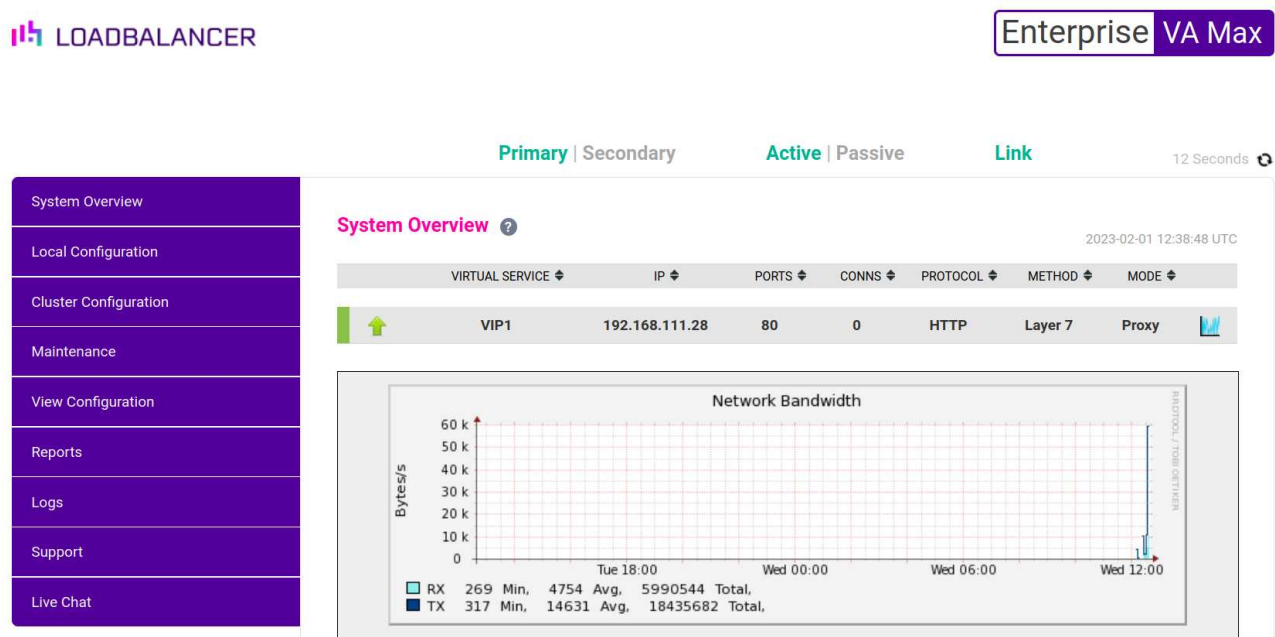 LOADBALANCER
Enterprise VA Max
Primary | Secondary
Active | Passive
Link
12 Seconds
System Overview
Local Configuration
Cluster Configuration
Maintenance
View Configuration
Reports
Logs
Support
Live Chat
System Overview ?
2023-02-01 12:38:48 UTC
VIRTUAL SERVICE IP PORTS CONNS PROTOCOL METHOD MODE
VIP1 192.168.111.28 80 0 HTTP Layer 7 Proxy
Network Bandwidth
RRDTOOL / TOBI OETIKER
Bytes/s
60 k
50 k
40 k
30 k
20 k
10 k
0
Tue 18:00 Wed 00:00 Wed 06:00 Wed 12:00
RX 269 Min, 4754 Avg, 5990544 Total,
TX 317 Min, 14631 Avg, 18435682 Total,